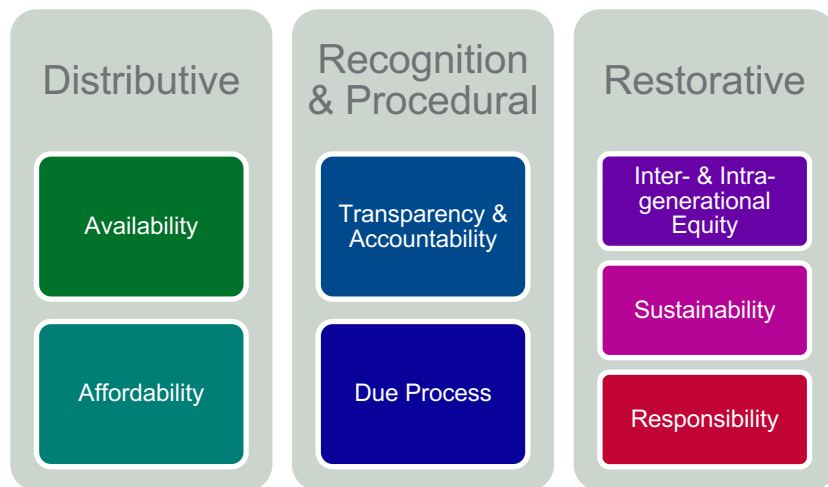 Distributive
Availability
Affordability
Recognition
& Procedural
Transparency &
Accountability
Due Process
Restorative
Inter- & Intra-
generational
Equity
Sustainability
Responsibility